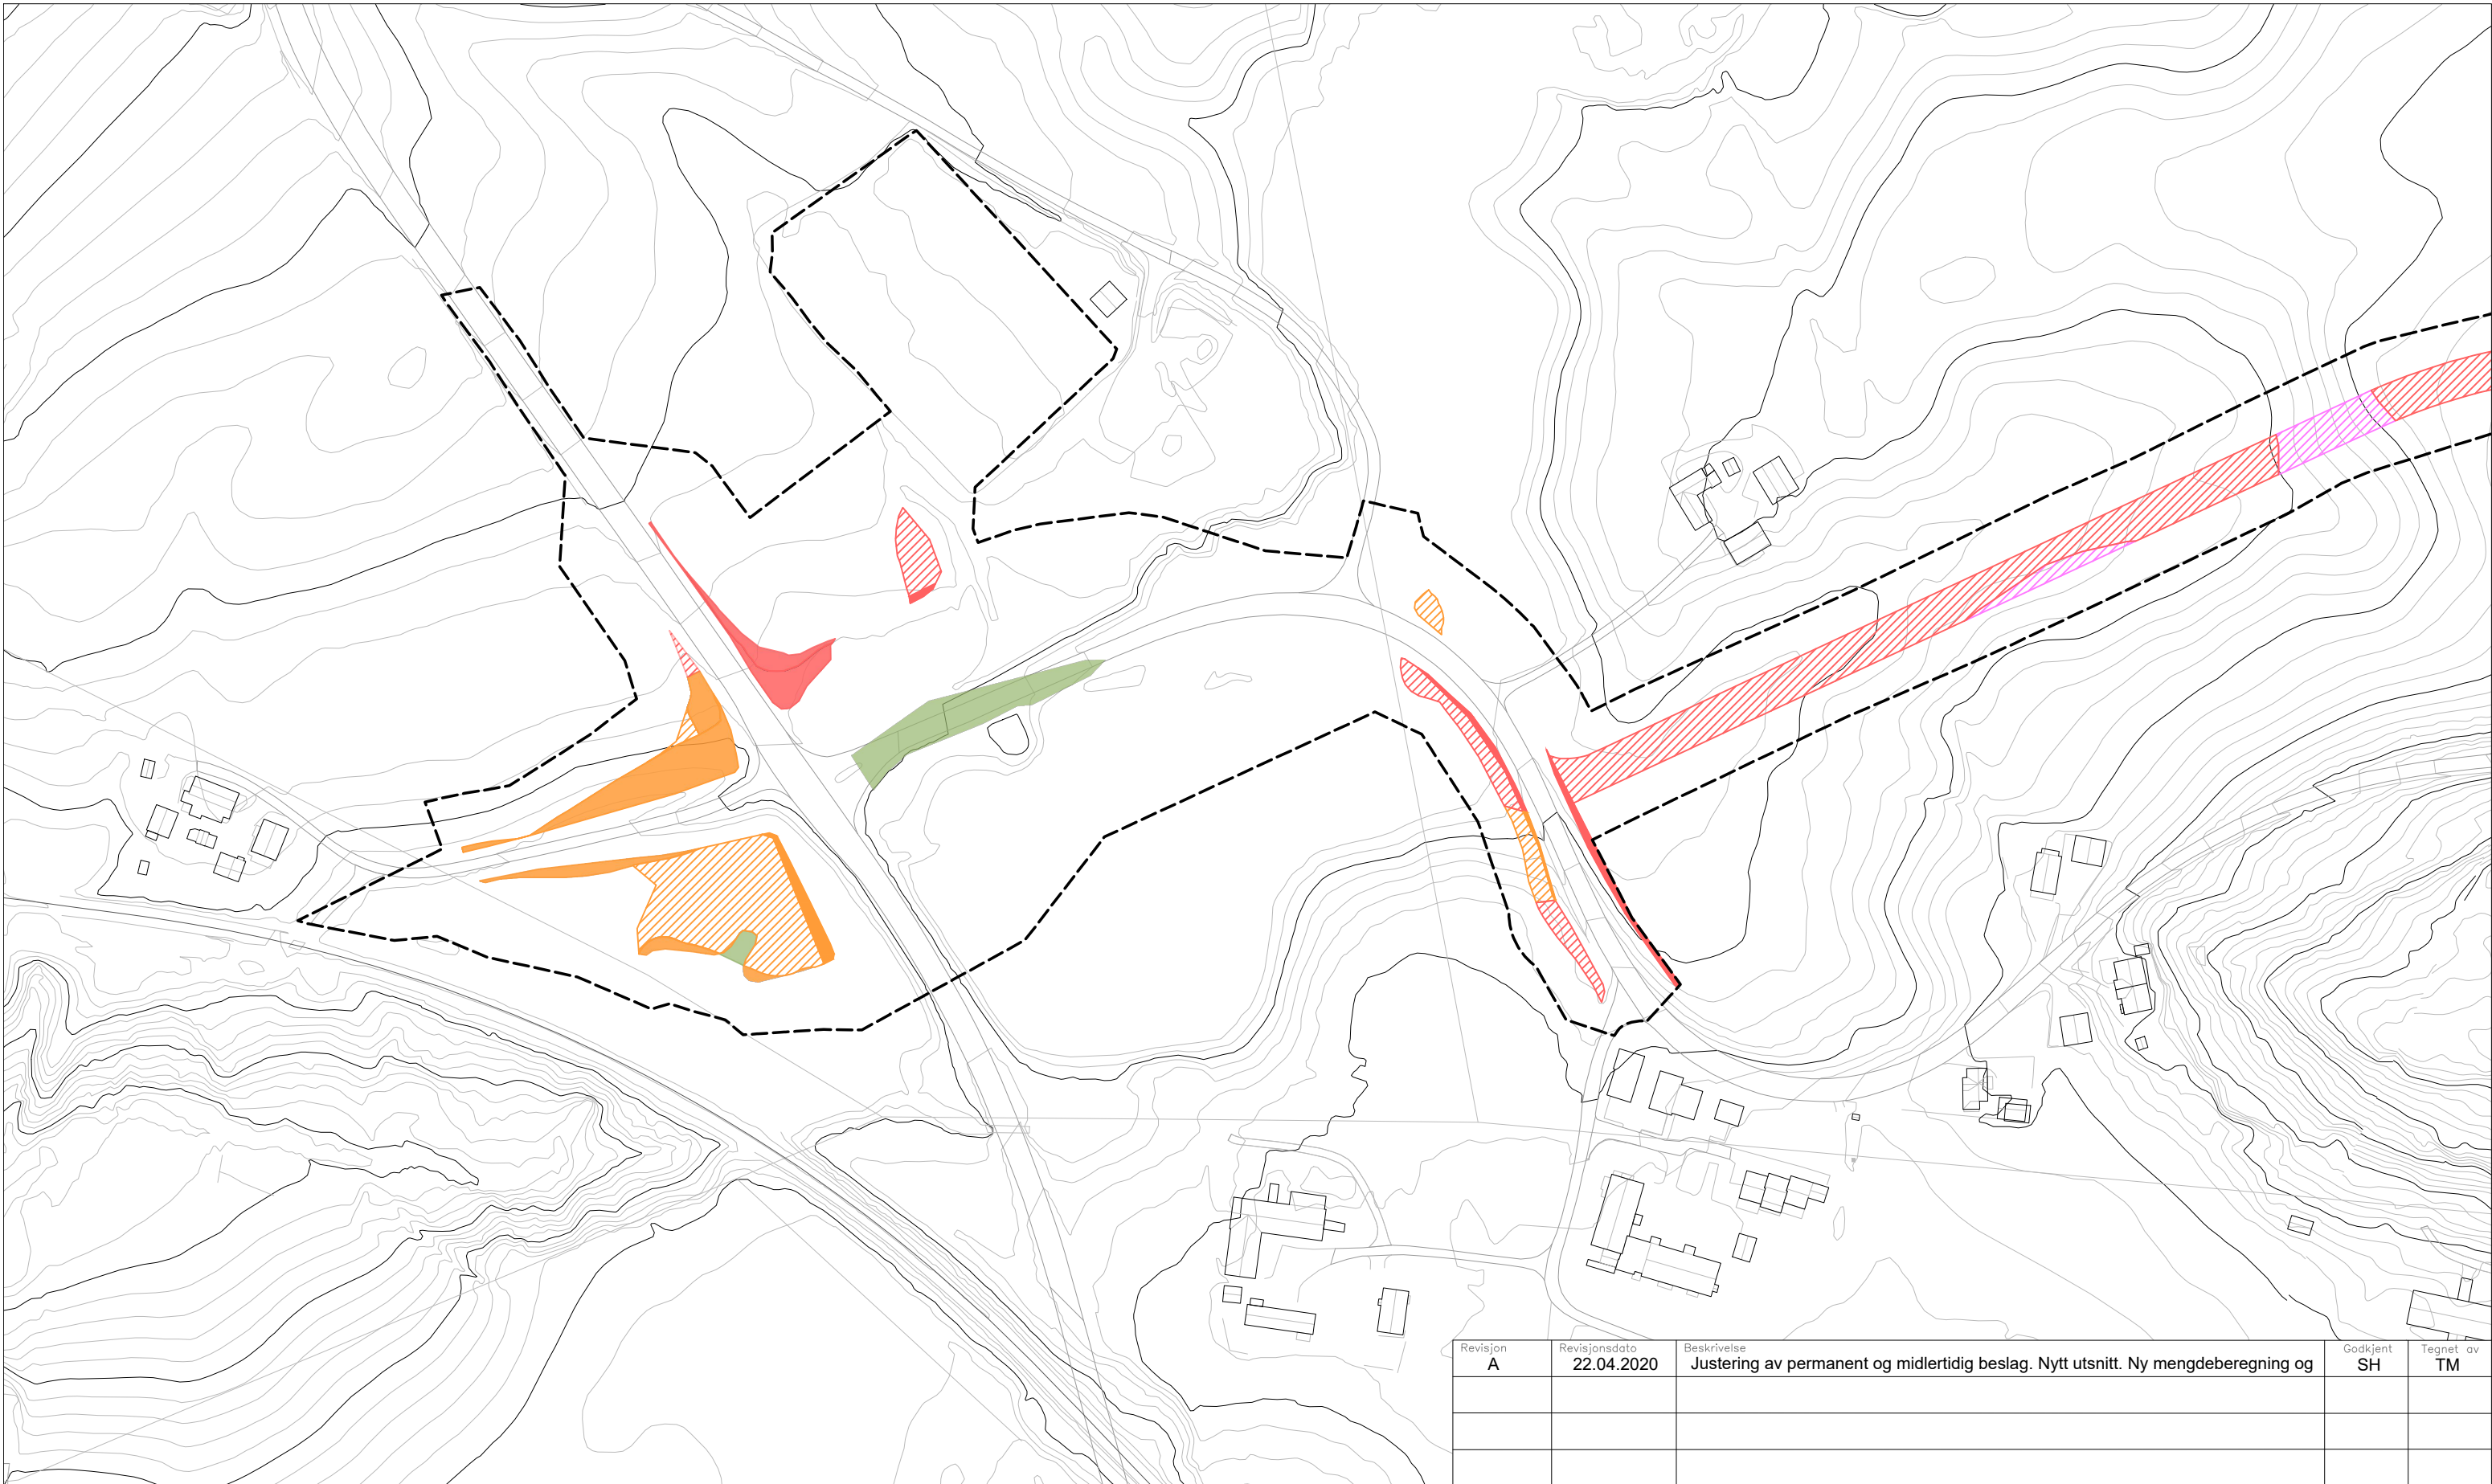 Revisjon Revisjonsdato Beskrivelse Godkjent Tegnet av
A 22.04.2020 Justering av permanent og midlertidig beslag. Nytt utsnitt. Ny mengdeberegning og SH TM